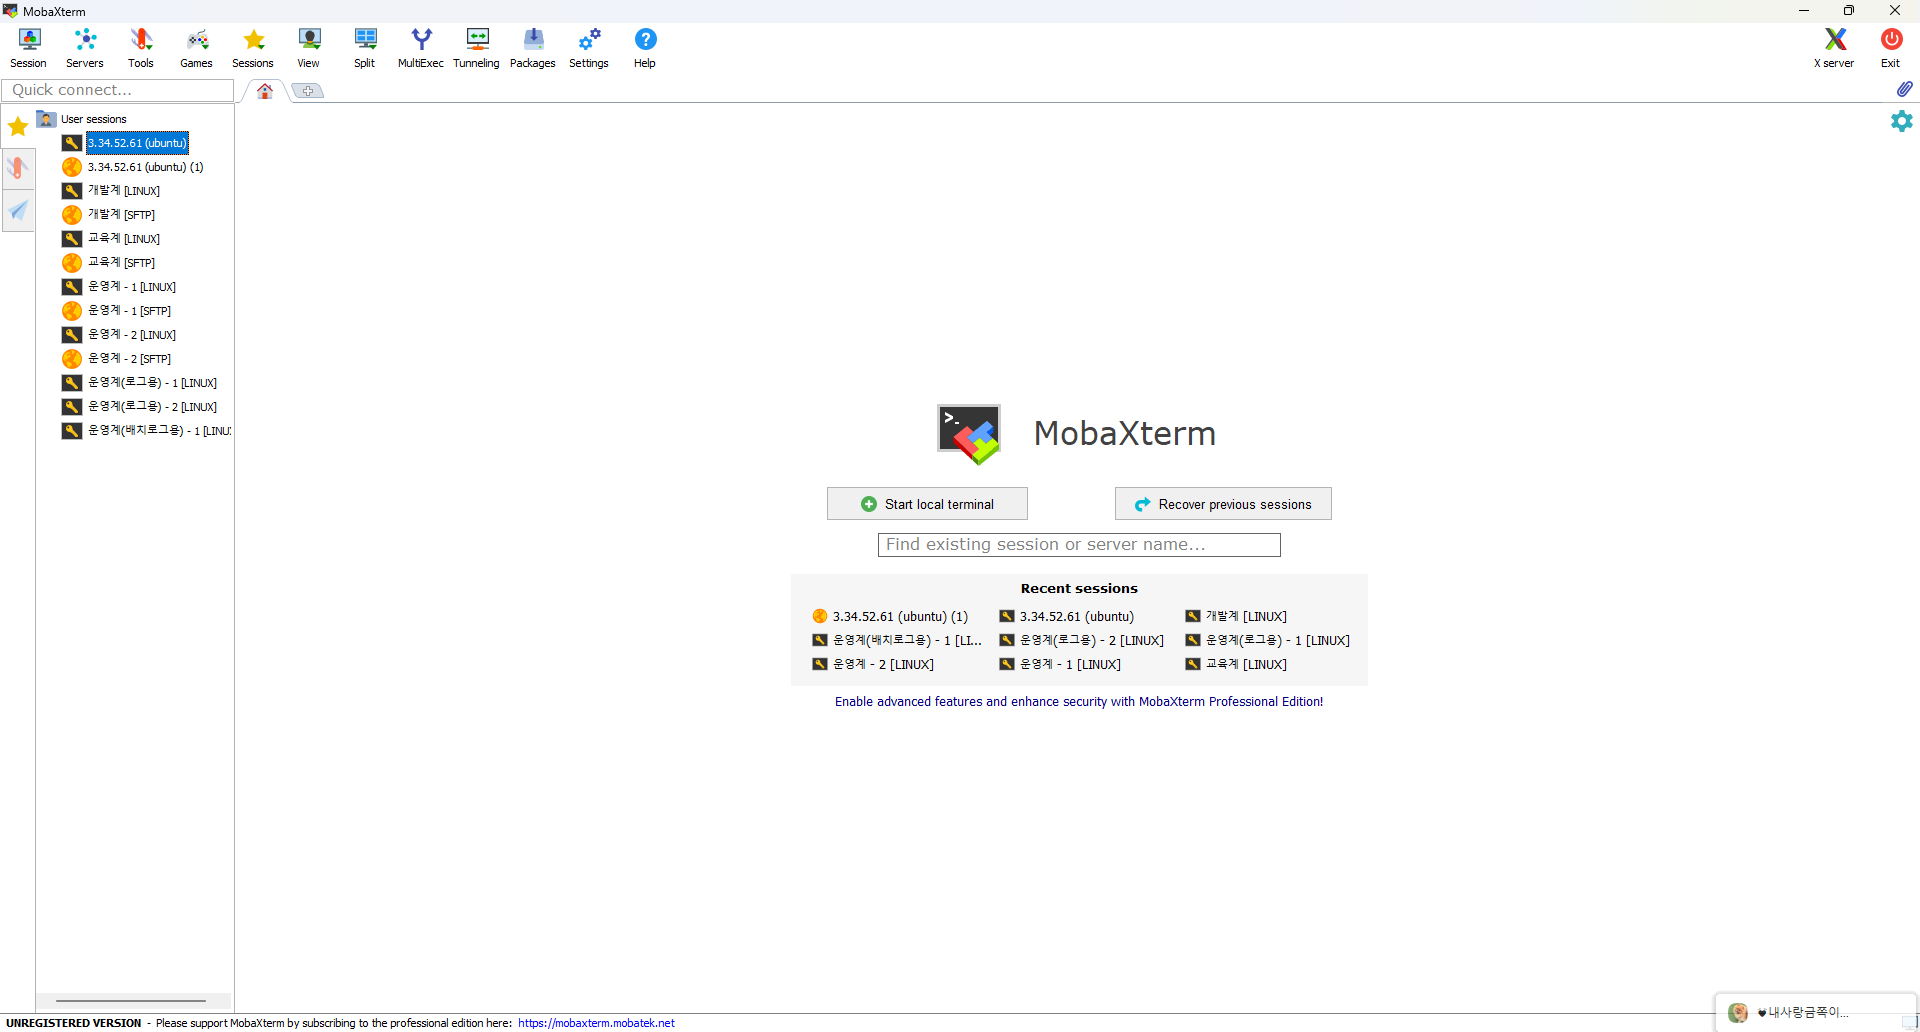 MobaXterm
Session Servers Tools Games Sessions View Split MultiExec Tunneling Packages Settings Help X server Exit
Quick connect...
User sessions
3.34.52.61 (ubuntu)
3.34.52.61 (ubuntu) (1)
개발계 [LINUX]
개발계 [SFTP]
교육계 [LINUX]
교육계 [SFTP]
운영계 - 1 [LINUX]
운영계 - 1 [SFTP]
운영계 - 2 [LINUX]
운영계 - 2 [SFTP]
운영계(로그용) - 1 [LINUX]
운영계(로그용) - 2 [LINUX]
운영계(배치로그용) - 1 [LINU
>_ MobaXterm
Start local terminal Recover previous sessions
Find existing session or server name...
Recent sessions
3.34.52.61 (ubuntu) (1) 3.34.52.61 (ubuntu) 개발계 [LINUX]
운영계(배치로그용) - 1 [LI... 운영계(로그용) - 2 [LINUX] 운영계(로그용) - 1 [LINUX]
운영계 - 2 [LINUX] 운영계 - 1 [LINUX] 교육계 [LINUX]
Enable advanced features and enhance security with MobaXterm Professional Edition!
♥내사랑금쪽이...
UNREGISTERED VERSION - Please support MobaXterm by subscribing to the professional edition here: https://mobaxterm.mobatek.net